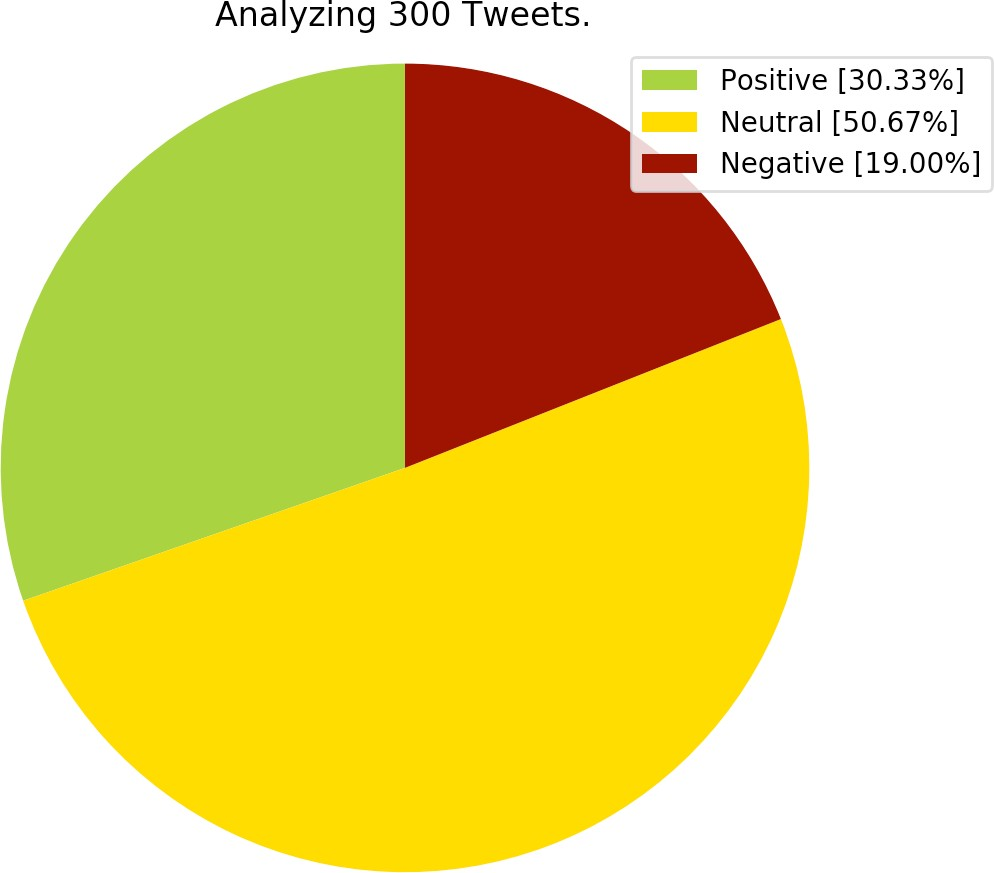 Analyzing 300 Tweets.
Positive [30.33%]
Neutral [50.67%]
Negative [19.00%]